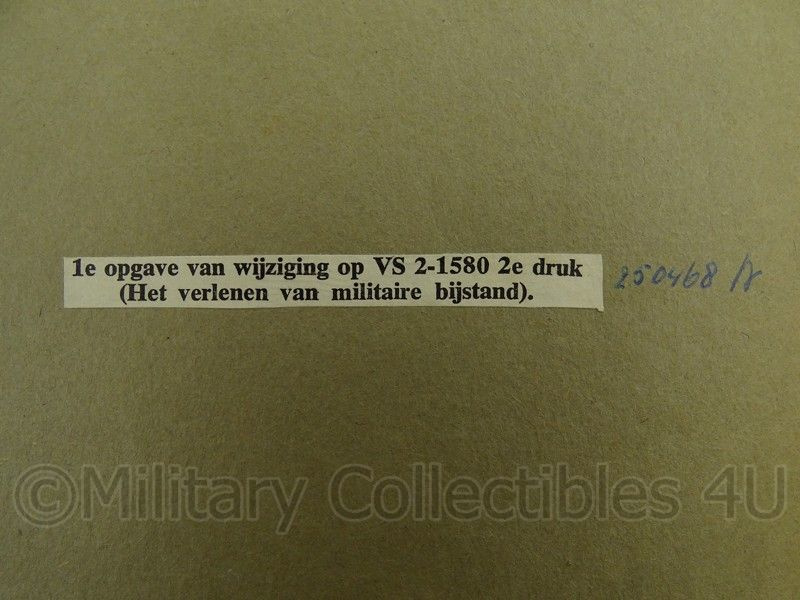 1e opgave van wijziging op VS 2-1580 2e druk
(Het verlenen van militaire bijstand).
250468
©Military Collectibles 4U